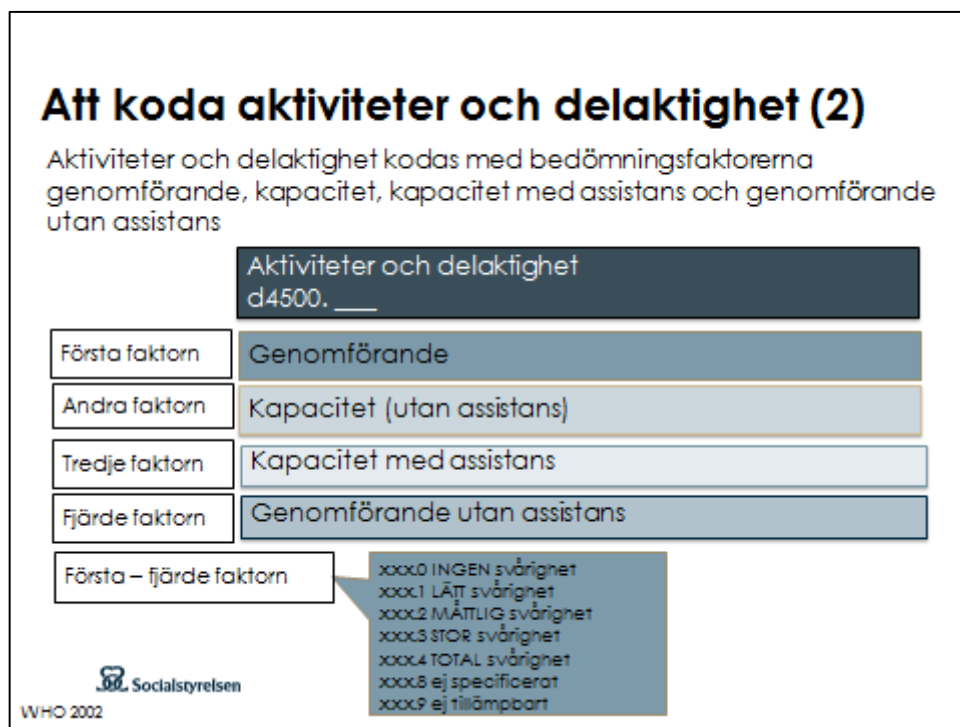 Att koda aktiviteter och delaktighet (2)
Aktiviteter och delaktighet kodas med bedömningsfaktorerna
genomförande, kapacitet, kapacitet med assistans och genomförande
utan assistans
Aktiviteter och delaktighet
d4500. ___
Första faktorn
Genomförande
Andra faktorn
Kapacitet (utan assistans)
Tredje faktorn
Kapacitet med assistans
Fjärde faktorn
Genomförande utan assistans
Första – fjärde faktorn
xxx.0 INGEN svårighet
xxx.1 LÄTT svårighet
xxx.2 MÅTTLIG svårighet
xxx.3 STOR svårighet
xxx.4 TOTAL svårighet
xxx.8 ej specificerat
xxx.9 ej tillämpbart
Socialstyrelsen
WHO 2002